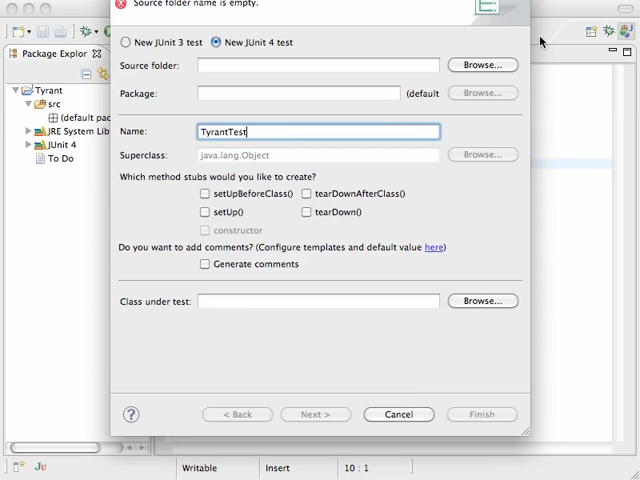 Source folder name is empty.
New JUnit 3 test
New JUnit 4 test
Package Explor
Source folder:
Browse...
Package:
(default
Browse...
Tyrant
src
(default pac
JRE System Lib
JUnit 4
To Do
Name:
TyrantTest
Superclass:
java.lang.Object
Browse...
Which method stubs would you like to create?
setUpBeforeClass()
tearDownAfterClass()
setUp()
tearDown()
constructor
Do you want to add comments? (Configure templates and default value here)
Generate comments
Class under test:
Browse...
?
< Back
Next >
Cancel
Finish
Ju
Writable
Insert
10 : 1